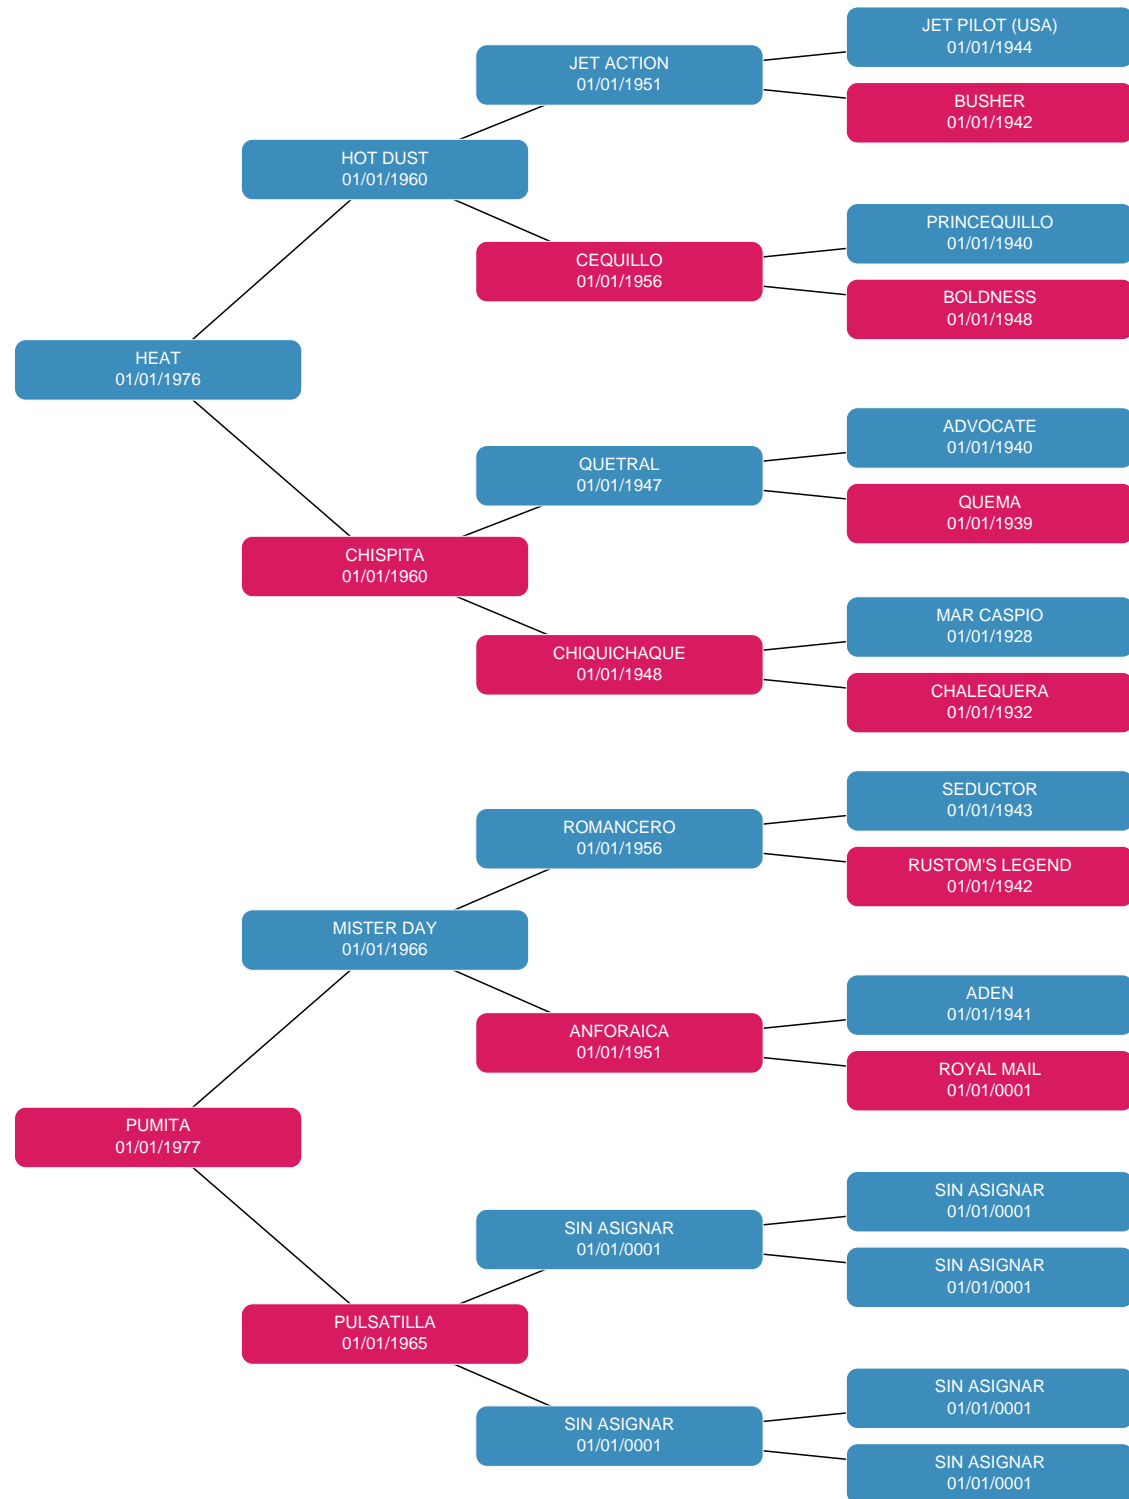 JET PILOT (USA)
01/01/1944
JET ACTION
01/01/1951
BUSHER
01/01/1942
HOT DUST
01/01/1960
PRINCEQUILLO
01/01/1940
CEQUILLO
01/01/1956
BOLDNESS
01/01/1948
HEAT
01/01/1976
ADVOCATE
01/01/1940
QUETRAL
01/01/1947
QUEMA
01/01/1939
CHISPITA
01/01/1960
MAR CASPIO
01/01/1928
CHIQUICHAQUE
01/01/1948
CHALEQUERA
01/01/1932
SEDUCTOR
01/01/1943
ROMANCERO
01/01/1956
RUSTOM'S LEGEND
01/01/1942
MISTER DAY
01/01/1966
ADEN
01/01/1941
ANFORAICA
01/01/1951
ROYAL MAIL
01/01/0001
PUMITA
01/01/1977
SIN ASIGNAR
01/01/0001
SIN ASIGNAR
01/01/0001
SIN ASIGNAR
01/01/0001
PULSATILLA
01/01/1965
SIN ASIGNAR
01/01/0001
SIN ASIGNAR
01/01/0001
SIN ASIGNAR
01/01/0001